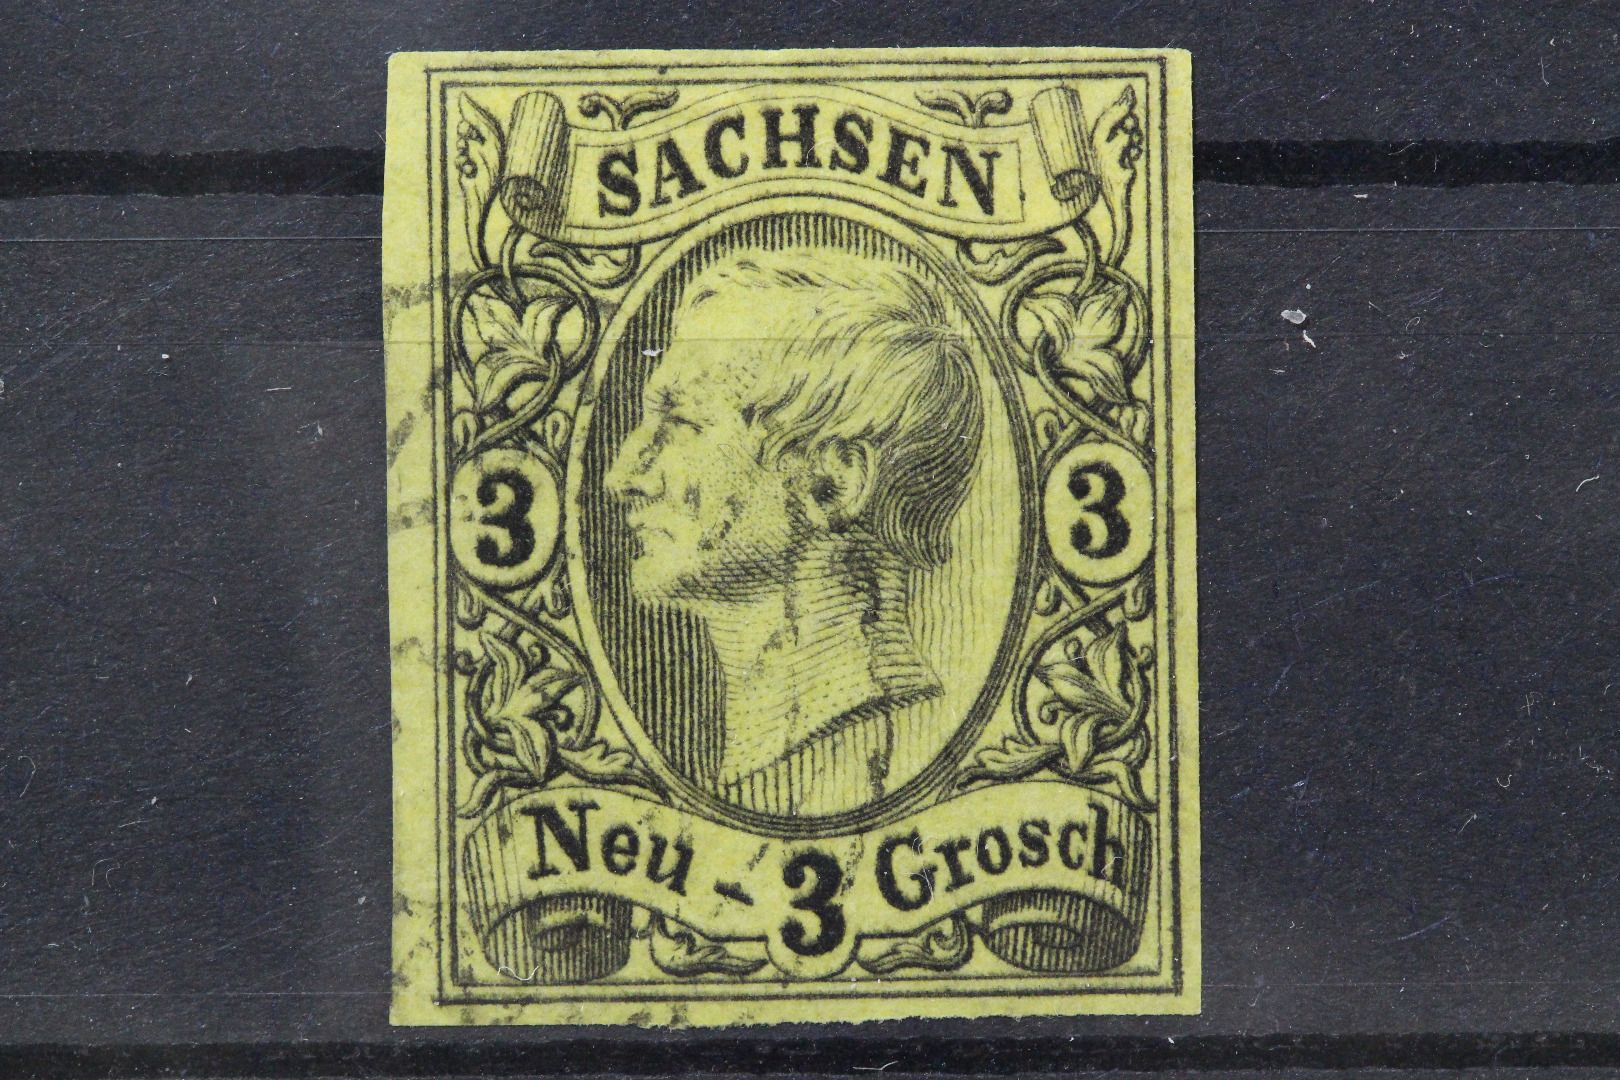 SACHSEN
3 3
Neu - 3 Grosch